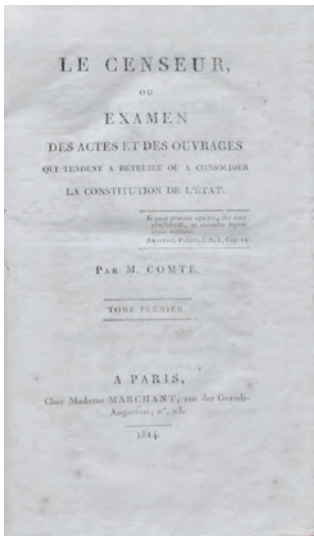 LE CENSEUR,
OU
EXAMEN
DES ACTES ET DES OUVRAGES
QUI TENDENT A DÉTRUIRE OU A CONSOLIDER
LA CONSTITUTION DE L'ÉTAT.
PAR M. COMTE.
TOME PREMIER.
A PARIS,
Chez Madame MARCHANT, rue des Grands-
Augustins, n°. 
1814.